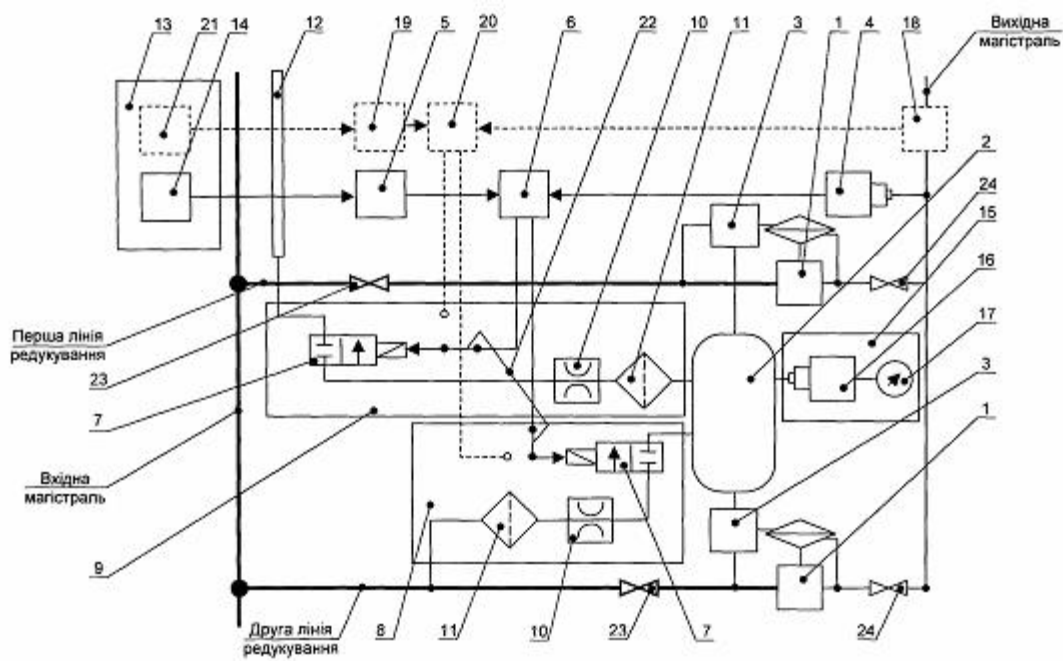 13 21 14 12 19 5 20 6 22 10 11 3 1 4 18
Вихідна
магістраль
2
24
15
16
17
Перша лінія
редукування
23
7
3
1
Вхідна
магістраль
9
Друга лінія
редукування
8 11 10 23 7 24